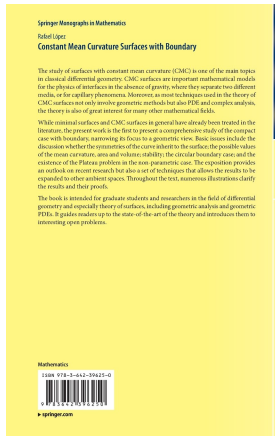 Springer Monographs in Mathematics
Rafael López
Constant Mean Curvature Surfaces with Boundary
The study of surfaces with constant mean curvature (CMC) is one of the main topics
in classical differential geometry. CMC surfaces are important mathematical models
for the physics of interfaces in the absence of gravity, where they separate two different
media, or for capillary phenomena. Moreover, as most techniques used in the theory of
CMC surfaces not only involve geometric methods but also PDE and complex analysis,
the theory is also of great interest for many other mathematical fields.
While minimal surfaces and CMC surfaces in general have already been treated in the
literature, the present work is the first to present a comprehensive study of the compact
case with boundary, narrowing its focus to a geometric view. Basic issues include the
discussion whether the symmetries of the curve inherit to the surface; the possible values
of the mean curvature, area and volume; stability; the circular boundary case; and the
existence of the Plateau problem in the non-parametric case. The exposition provides
an outlook on recent research but also a set of techniques that allows the results to be
expanded to other ambient spaces. Throughout the text, numerous illustrations clarify
the results and their proofs.
The book is intended for graduate students and researchers in the field of differential
geometry and especially theory of surfaces, including geometric analysis and geometric
PDEs. It guides readers up to the state-of-the-art of the theory and introduces them to
interesting open problems.
Mathematics
ISBN 978-3-642-39625-0
9 783642 396250
▸ springer.com